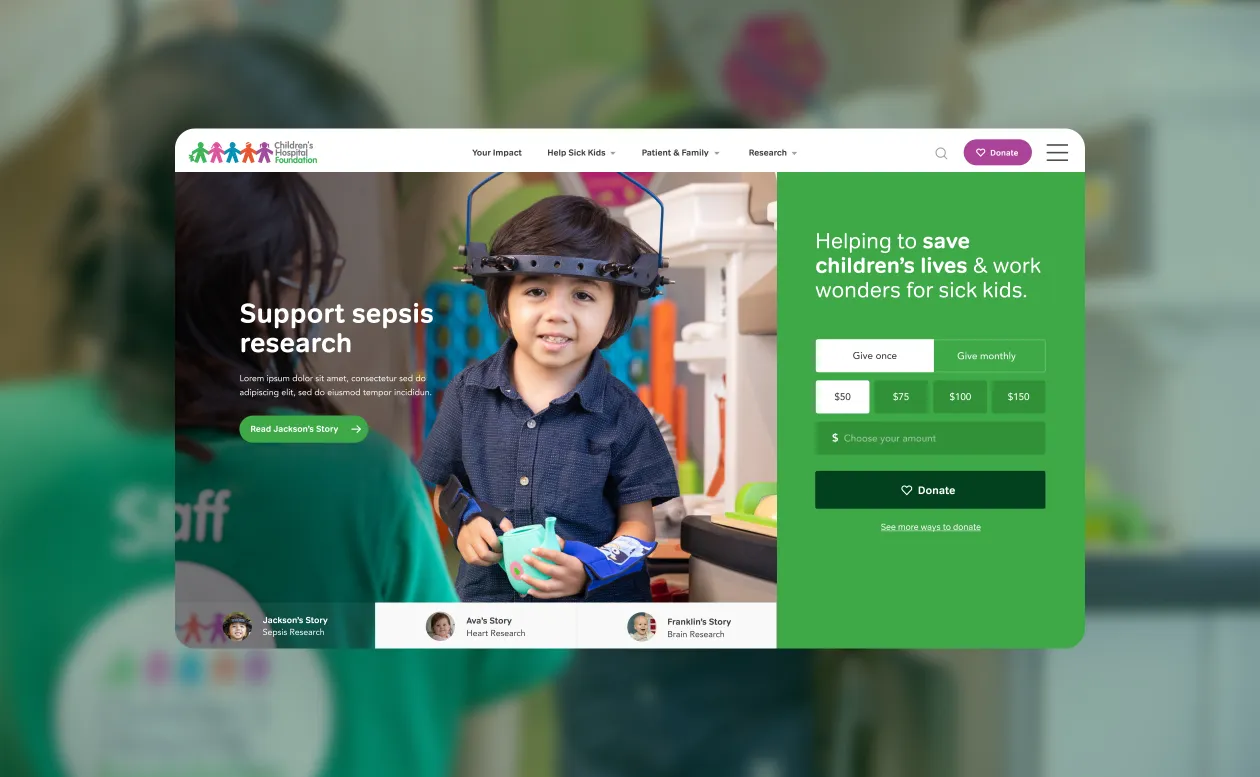 Children's
Hospital
Foundation
Your Impact
Help Sick Kids
Patient & Family
Research
Donate
Support sepsis
research
Lorem ipsum dolor sit amet, consectetur sed do
adipiscing elit, sed do eiusmod tempor incididun.
Read Jackson's Story
Staff
Jackson's Story
Sepsis Research
Ava's Story
Heart Research
Franklin's Story
Brain Research
Helping to save
children's lives & work
wonders for sick kids.
Give once
Give monthly
$50
$75
$100
$150
$ Choose your amount
Donate
See more ways to donate